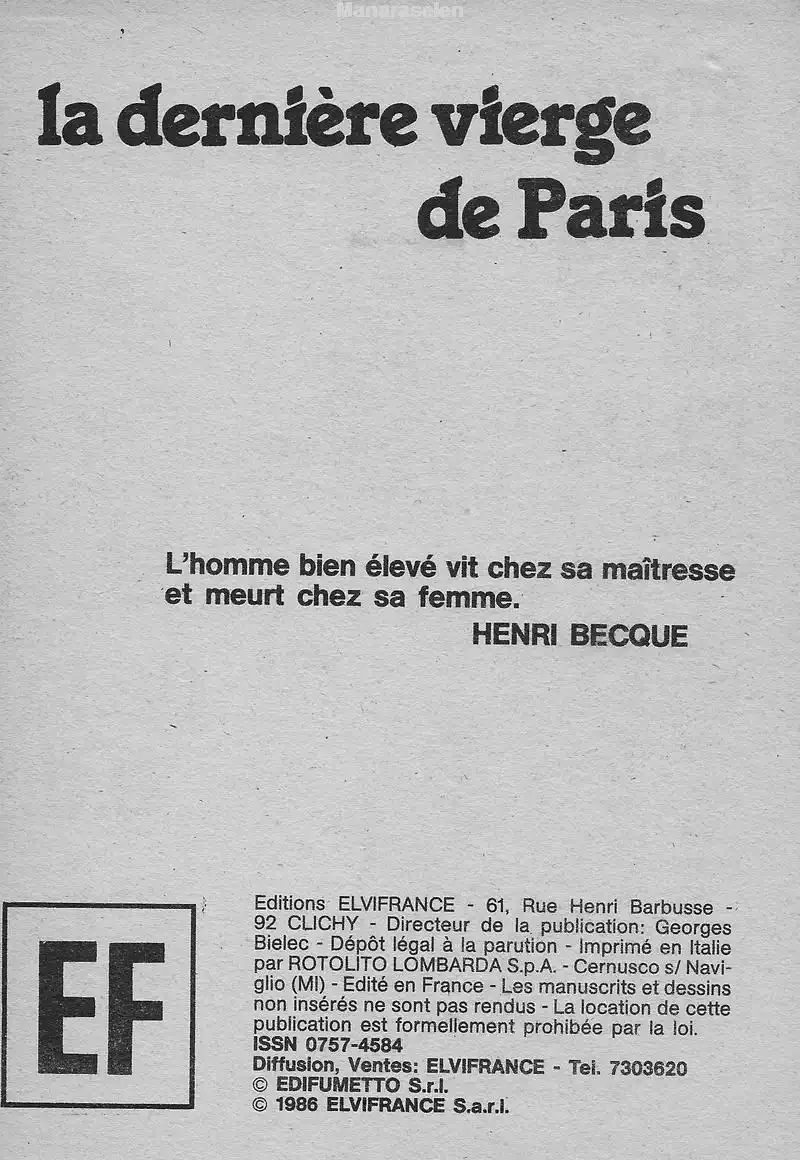 Manaraselen
la dernière vierge
de Paris
L'homme bien élevé vit chez sa maîtresse
et meurt chez sa femme.
HENRI BECQUE
EF
Editions ELVIFRANCE - 61, Rue Henri Barbusse -
92 CLICHY - Directeur de la publication: Georges
Bielec - Dépôt légal à la parution - Imprimé en Italie
par ROTOLITO LOMBARDA S.p.A. - Cernusco s/ Navi-
glio (MI) - Edité en France - Les manuscrits et dessins
non insérés ne sont pas rendus - La location de cette
publication est formellement prohibée par la loi.
ISSN 0757-4584
Diffusion, Ventes: ELVIFRANCE - Tel. 7303620
© EDIFUMETTO S.r.l.
© 1986 ELVIFRANCE S.a.r.l.